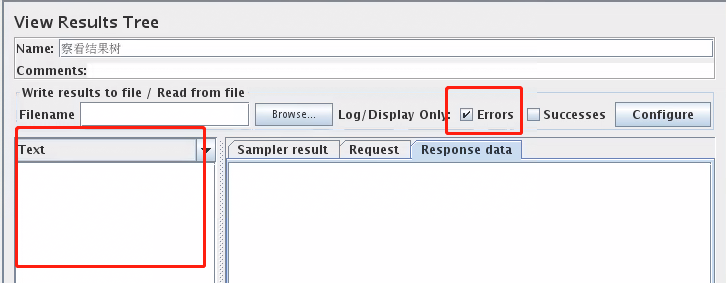 View Results Tree
Name: 察看结果树
Comments:
Write results to file / Read from file
Filename Browse... Log/Display Only: Errors Successes Configure
Text Sampler result Request Response data